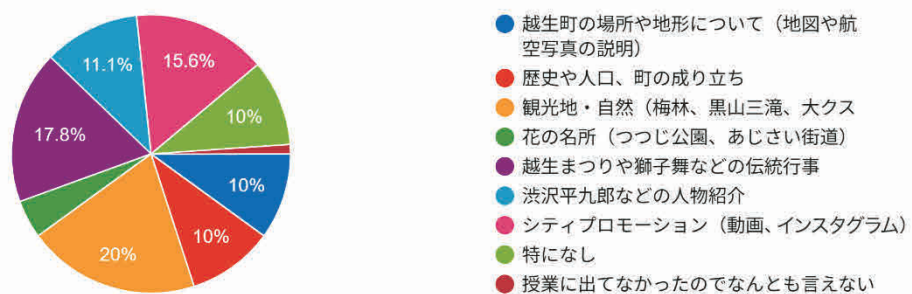 11.1%
15.6%
10%
17.8%
10%
10%
20%
越生町の場所や地形について（地図や航
空写真の説明）
歴史や人口、町の成り立ち
観光地・自然（梅林、黒山三滝、大クス
花の名所（つつじ公園、あじさい街道）
越生まつりや獅子舞などの伝統行事
渋沢平九郎などの人物紹介
シティプロモーション（動画、インスタグラム）
特になし
授業に出てなかったのでなんとも言えない